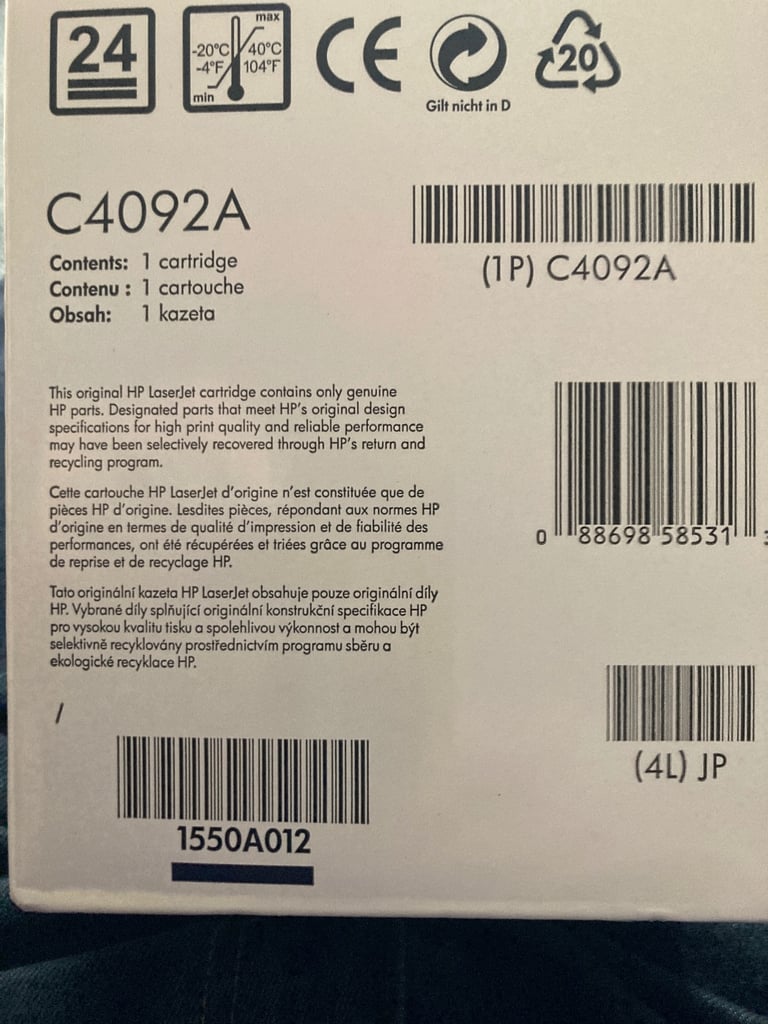 24
max
-20°C 40°C
-4°F 104°F
min
CE
Gilt nicht in D
20
C4092A
Contents: 1 cartridge
Contenu : 1 cartouche
Obsah: 1 kazeta
(1P) C4092A
This original HP LaserJet cartridge contains only genuine
HP parts. Designated parts that meet HP's original design
specifications for high print quality and reliable performance
may have been selectively recovered through HP's return and
recycling program.
Cette cartouche HP LaserJet d'origine n'est constituée que de
pièces HP d'origine. Lesdites pièces, répondant aux normes HP
d'origine en termes de qualité d'impression et de fiabilité des
performances, ont été récupérées et triées grâce au programme
de reprise et de recyclage HP.
Tato originální kazeta HP LaserJet obsahuje pouze originální díly
HP. Vybrané díly splňující originální konstrukční specifikace HP
pro vysokou kvalitu tisku a spolehlivou výkonnost a mohou být
selektivně recyklovány prostřednictvím programu sběru a
ekologické recyklace HP.
0 88698 58531
/
(4L) JP
1550A012